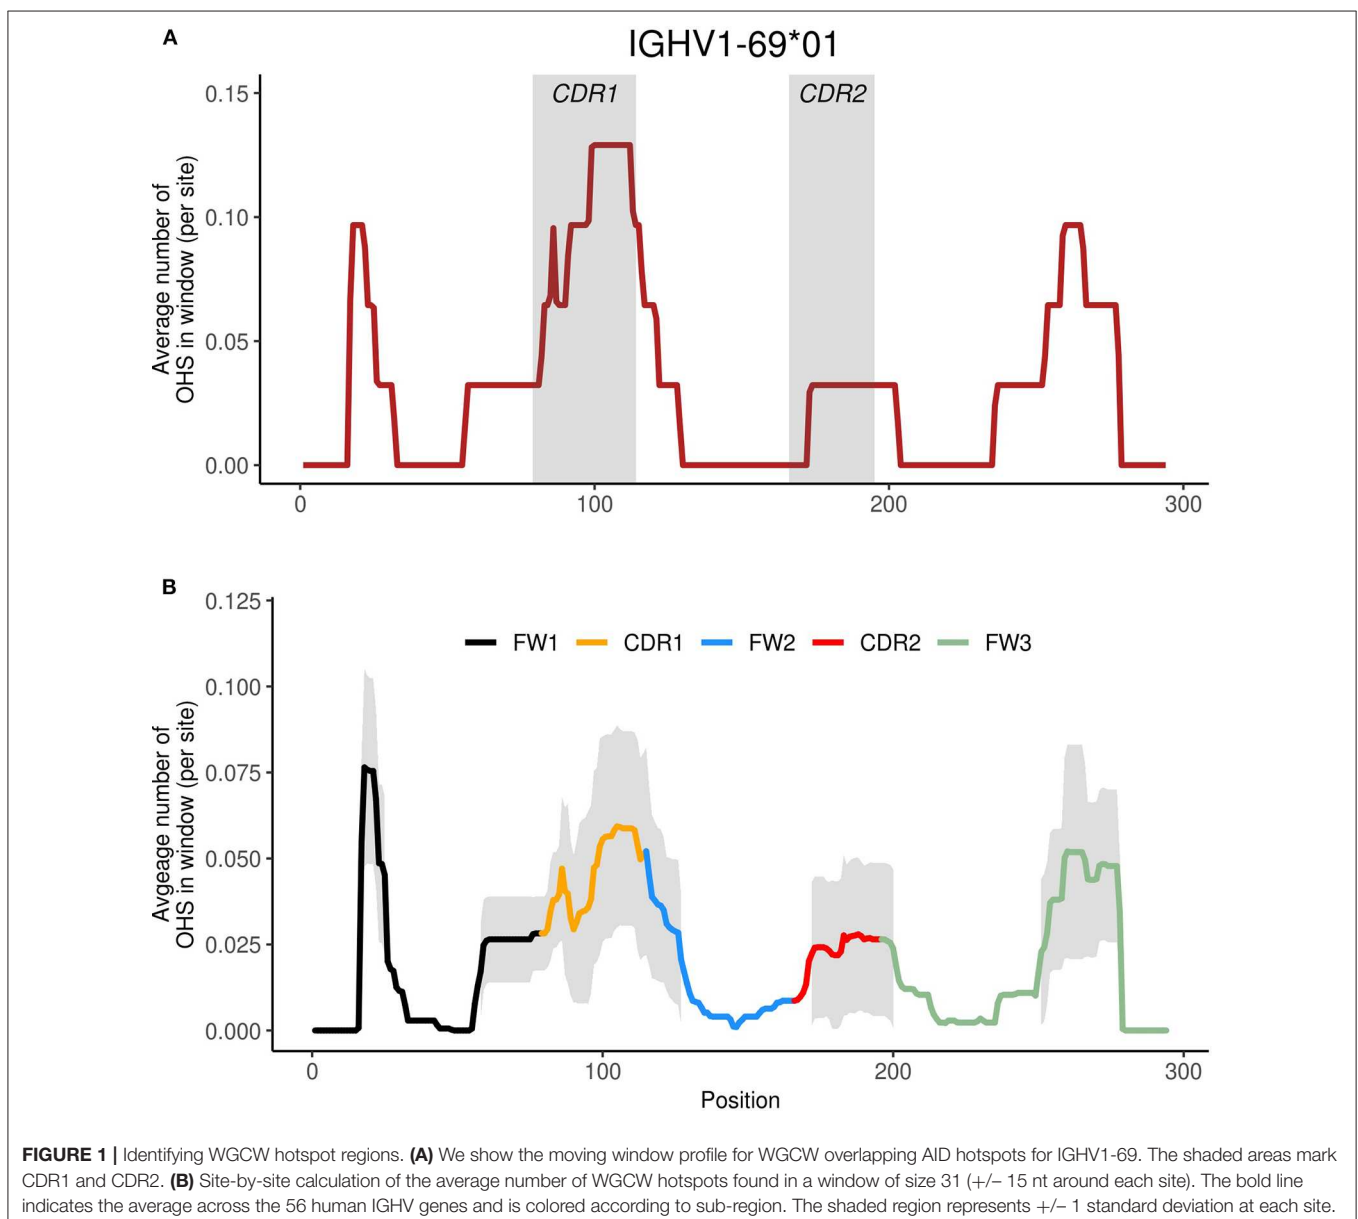 A
IGHV1-69*01
CDR1
CDR2
0.15
0.10
0.05
0.00
Average number of
OHS in window (per site)
0
100
200
300
B
0.125
0.100
0.075
0.050
0.025
0.000
Avgeage number of
OHS in window (per site)
FW1 CDR1 FW2 CDR2 FW3
0
100
200
300
Position
FIGURE 1 | Identifying WGCW hotspot regions. (A) We show the moving window profile for WGCW overlapping AID hotspots for IGHV1-69. The shaded areas mark
CDR1 and CDR2. (B) Site-by-site calculation of the average number of WGCW hotspots found in a window of size 31 (+/– 15 nt around each site). The bold line
indicates the average across the 56 human IGHV genes and is colored according to sub-region. The shaded region represents +/– 1 standard deviation at each site.